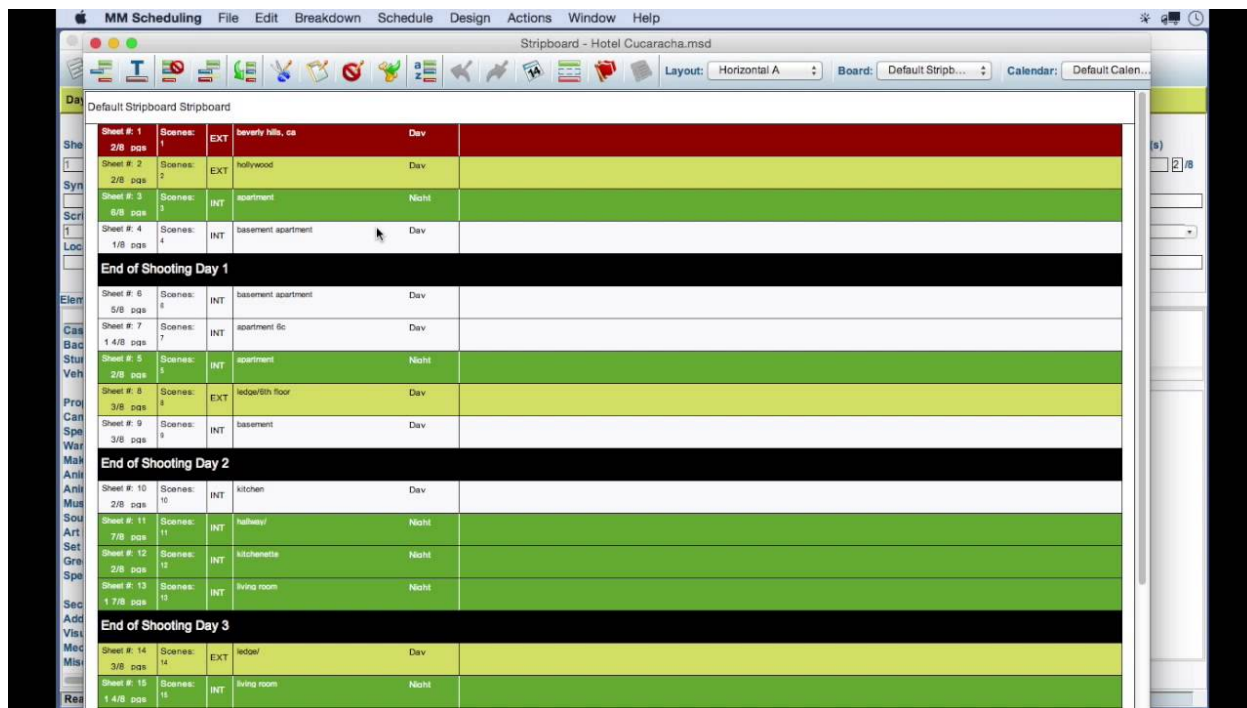 MM Scheduling File Edit Breakdown Schedule Design Actions Window Help
Stripboard - Hotel Cucaracha.msd
Layout: Horizontal A Board: Default Stripb... Calendar: Default Calen...
Default Stripboard Stripboard
Sheet #: 1 Scenes: EXT beverly hills, ca Day
2/8 pgs 1
Sheet #: 2 Scenes: EXT hollywood Day
2/8 pgs 2
Sheet #: 3 Scenes: INT apartment Night
6/8 pgs 3
Sheet #: 4 Scenes: INT basement apartment Day
1/8 pgs 4
End of Shooting Day 1
Sheet #: 6 Scenes: INT basement apartment Day
5/8 pgs 6
Sheet #: 7 Scenes: INT apartment 6c Day
1 4/8 pgs 7
Sheet #: 5 Scenes: INT apartment Night
2/8 pgs 5
Sheet #: 8 Scenes: EXT ledge/6th floor Day
3/8 pgs 8
Sheet #: 9 Scenes: INT basement Day
3/8 pgs 9
End of Shooting Day 2
Sheet #: 10 Scenes: INT kitchen Day
2/8 pgs 10
Sheet #: 11 Scenes: INT hallway/ Night
7/8 pgs 11
Sheet #: 12 Scenes: INT kitchenette Night
2/8 pgs 12
Sheet #: 13 Scenes: INT living room Night
1 7/8 pgs 13
End of Shooting Day 3
Sheet #: 14 Scenes: EXT ledge/ Day
3/8 pgs 14
Sheet #: 15 Scenes: INT living room Night
1 4/8 pgs 15